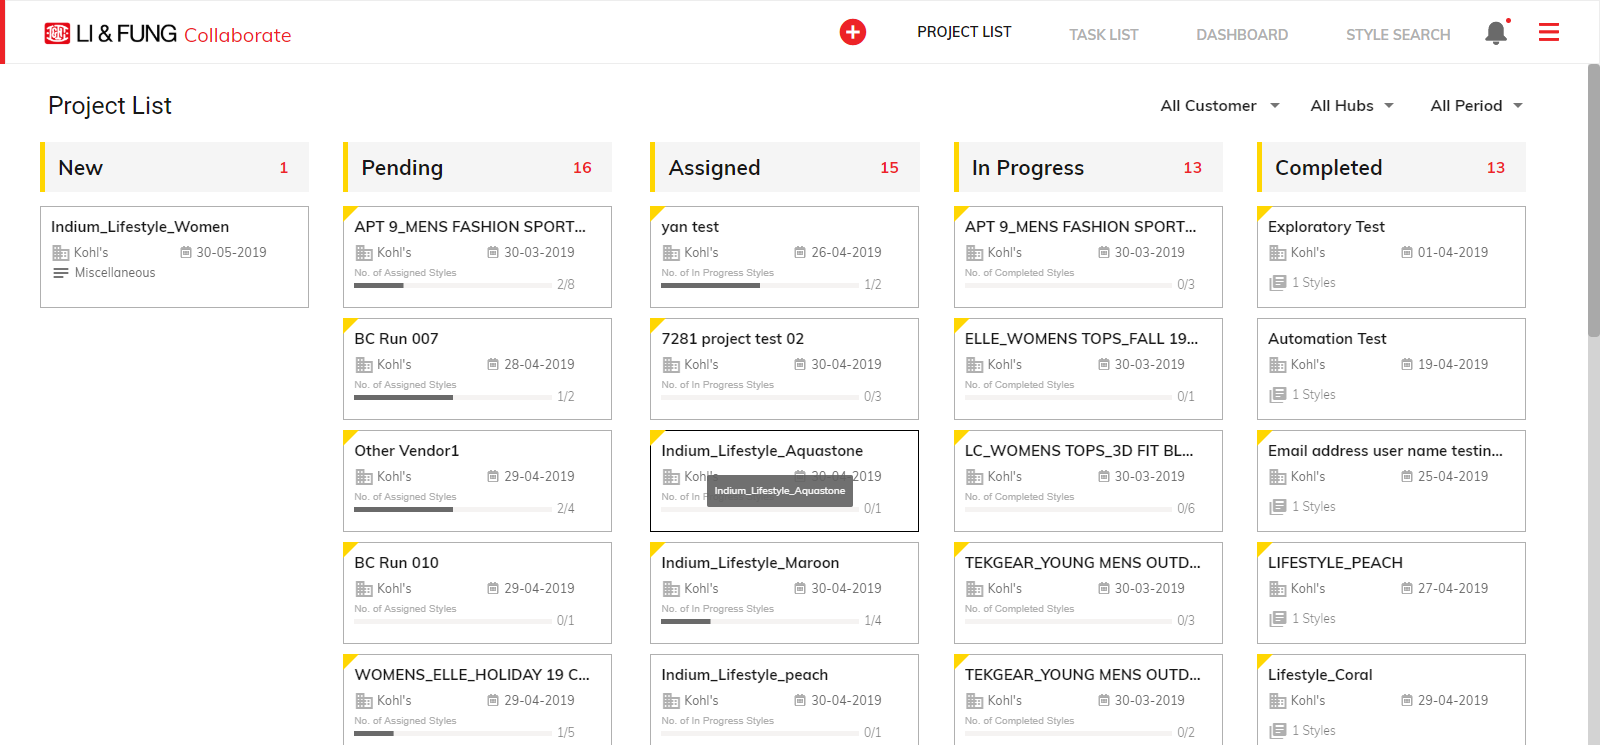 LI & FUNG Collaborate
PROJECT LIST
TASK LIST
DASHBOARD
STYLE SEARCH
Project List
All Customer
All Hubs
All Period
New 1
Indium_Lifestyle_Women
Kohl's 30-05-2019
Miscellaneous
Pending 16
APT 9_MENS FASHION SPORT...
Kohl's 30-03-2019
No. of Assigned Styles
2/8
BC Run 007
Kohl's 28-04-2019
No. of Assigned Styles
1/2
Other Vendor1
Kohl's 29-04-2019
No. of Assigned Styles
2/4
BC Run 010
Kohl's 29-04-2019
No. of Assigned Styles
0/1
WOMENS_ELLE_HOLIDAY 19 C...
Kohl's 29-04-2019
No. of Assigned Styles
1/5
Assigned 15
yan test
Kohl's 26-04-2019
No. of In Progress Styles
1/2
7281 project test 02
Kohl's 30-04-2019
No. of In Progress Styles
0/3
Indium_Lifestyle_Aquastone
Kohl's 30-04-2019
Indium_Lifestyle_Aquastone
No. of In P
0/1
Indium_Lifestyle_Maroon
Kohl's 30-04-2019
No. of In Progress Styles
1/4
Indium_Lifestyle_peach
Kohl's 30-04-2019
No. of In Progress Styles
0/1
In Progress 13
APT 9_MENS FASHION SPORT...
Kohl's 30-03-2019
No. of Completed Styles
0/3
ELLE_WOMENS TOPS_FALL 19...
Kohl's 30-03-2019
No. of Completed Styles
0/1
LC_WOMENS TOPS_3D FIT BL...
Kohl's 30-03-2019
No. of Completed Styles
0/6
TEKGEAR_YOUNG MENS OUTD...
Kohl's 30-03-2019
No. of Completed Styles
0/3
TEKGEAR_YOUNG MENS OUTD...
Kohl's 30-03-2019
No. of Completed Styles
0/2
Completed 13
Exploratory Test
Kohl's 01-04-2019
1 Styles
Automation Test
Kohl's 19-04-2019
1 Styles
Email address user name testin...
Kohl's 25-04-2019
1 Styles
LIFESTYLE_PEACH
Kohl's 27-04-2019
1 Styles
Lifestyle_Coral
Kohl's 29-04-2019
1 Styles